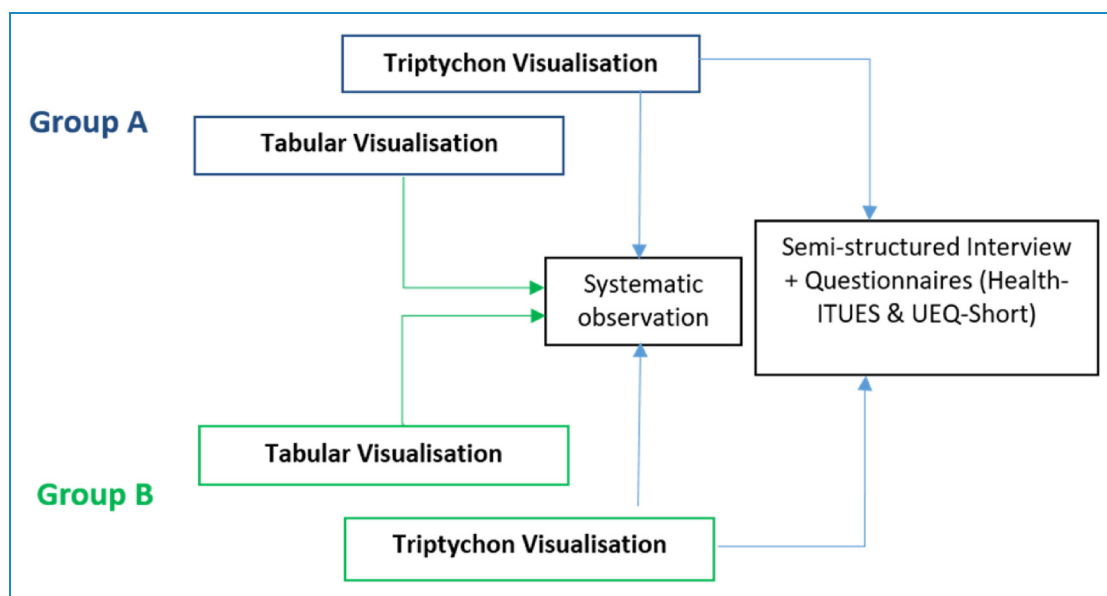 Triptychon Visualisation
Group A
Tabular Visualisation
Semi-structured Interview
+ Questionnaires (Health-
ITUES & UEQ-Short)
Systematic
observation
Tabular Visualisation
Group B
Triptychon Visualisation